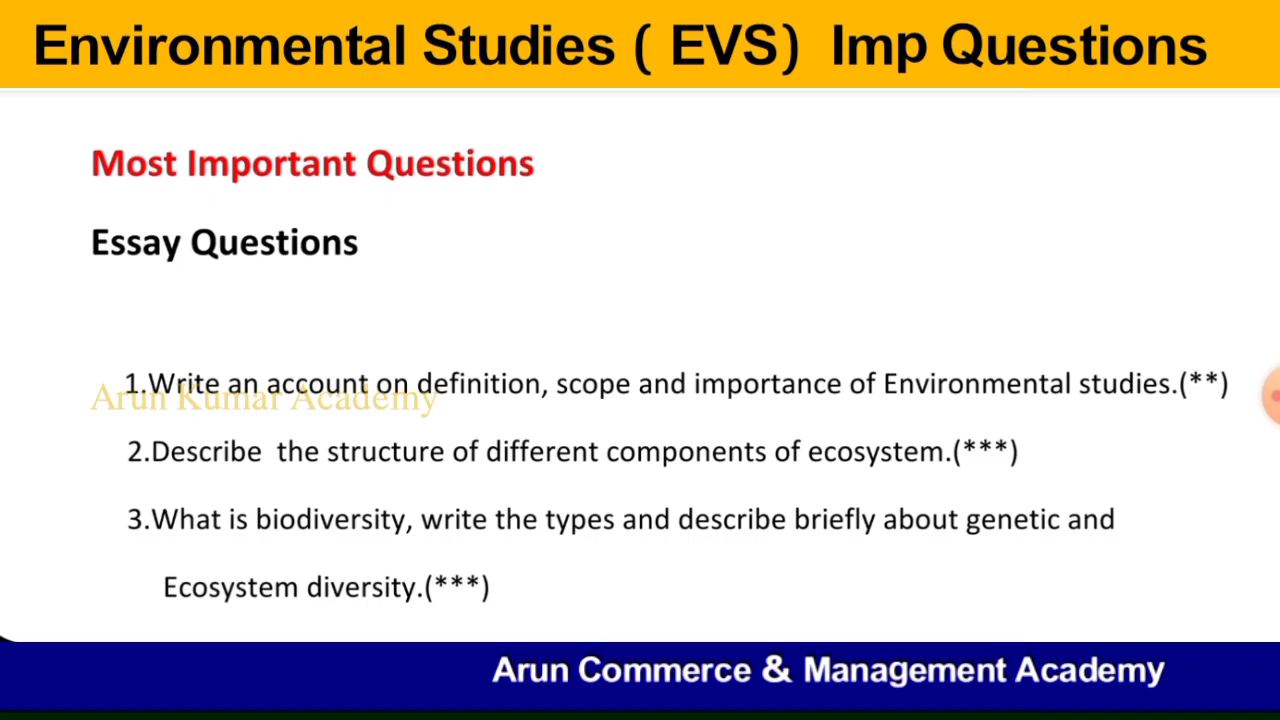 Environmental Studies ( EVS) Imp Questions
Most Important Questions
Essay Questions
1.Write an account on definition, scope and importance of Environmental studies.(**)
Arun Kumar Academy
2.Describe the structure of different components of ecosystem.(***)
3.What is biodiversity, write the types and describe briefly about genetic and
Ecosystem diversity.(***)
Arun Commerce & Management Academy